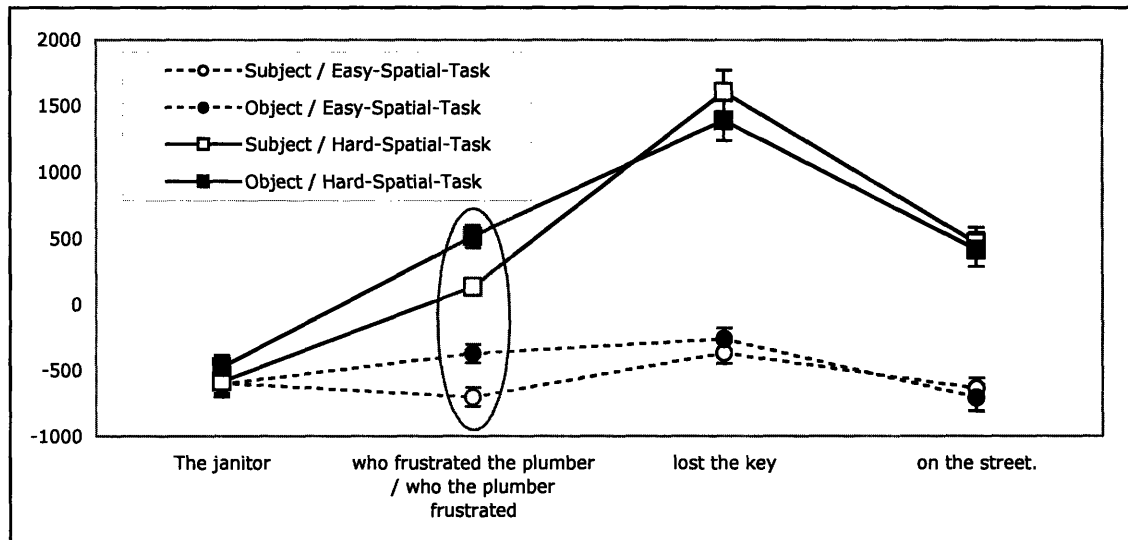 2000
1500
1000
500
0
-500
-1000
Subject / Easy-Spatial-Task
Object / Easy-Spatial-Task
Subject / Hard-Spatial-Task
Object / Hard-Spatial-Task
The janitor
who frustrated the plumber
/ who the plumber
frustrated
lost the key
on the street.